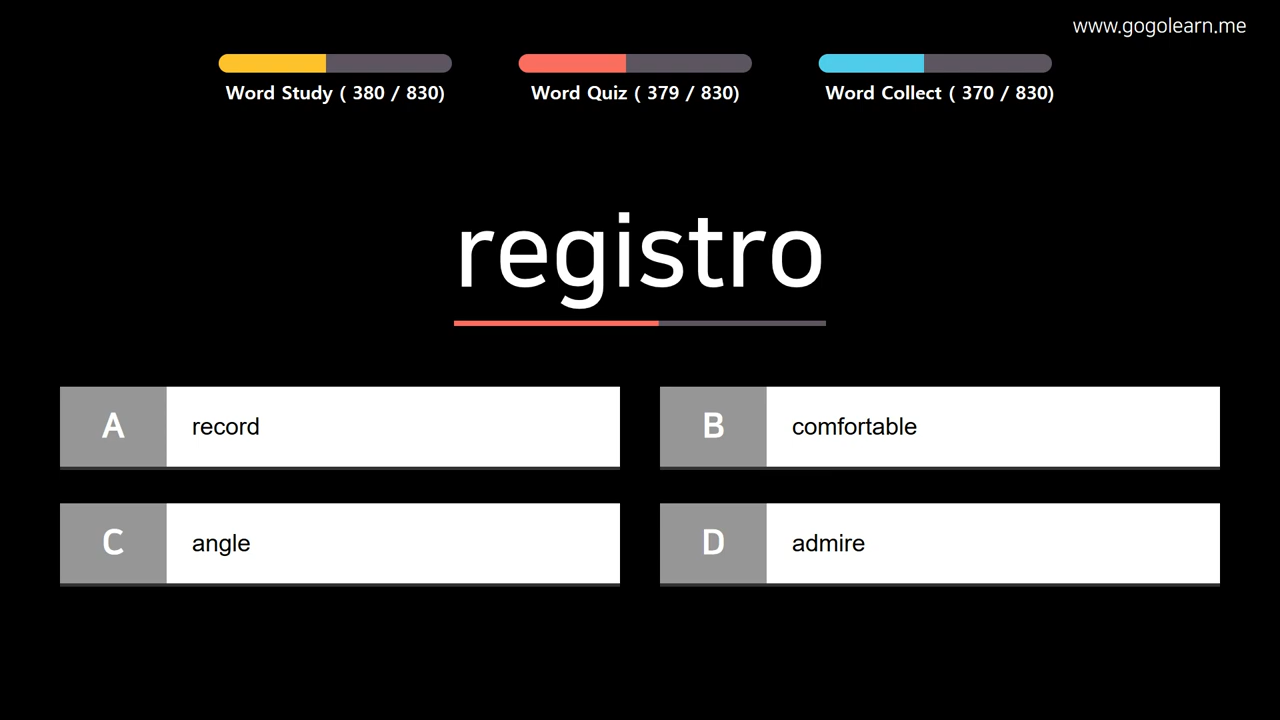 www.gogolearn.me
Word Study ( 380 / 830)
Word Quiz ( 379 / 830)
Word Collect ( 370 / 830)
registro
A
record
B
comfortable
C
angle
D
admire